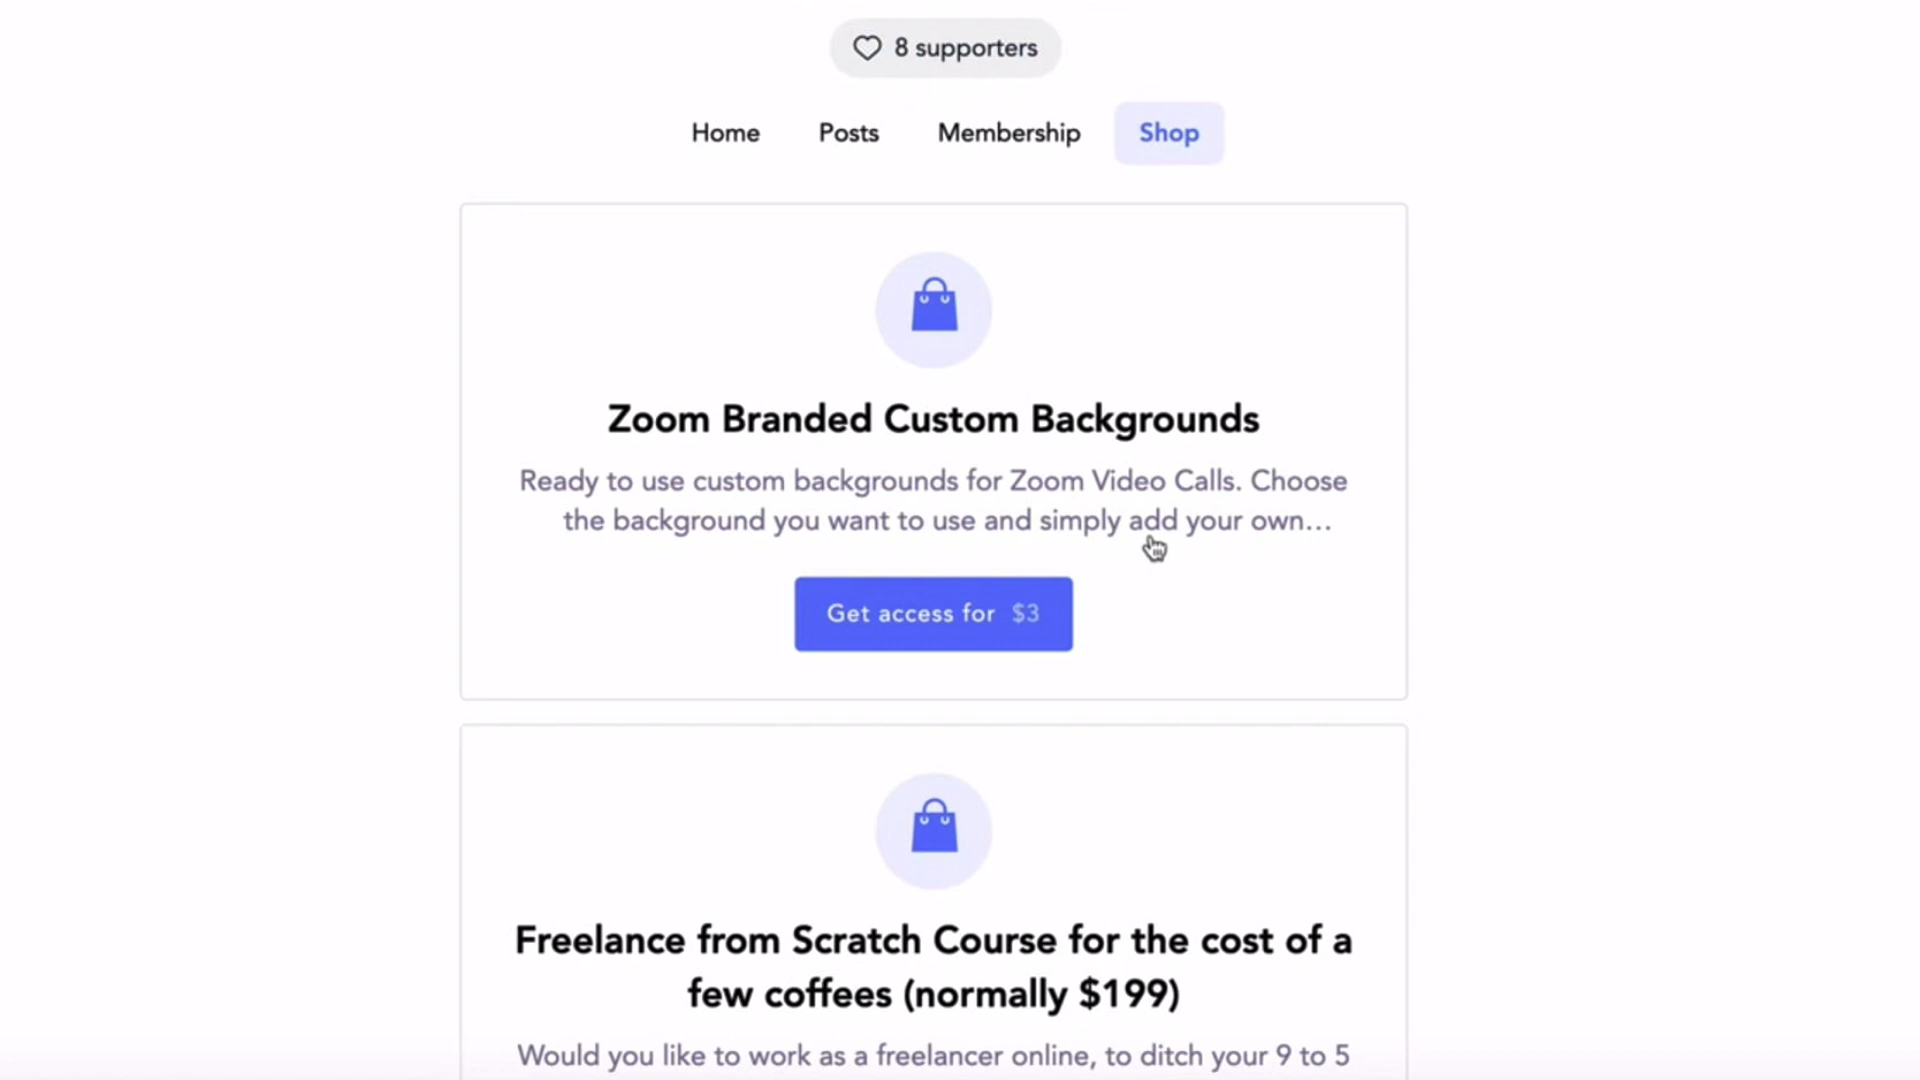 8 supporters
Home Posts Membership Shop
Zoom Branded Custom Backgrounds
Ready to use custom backgrounds for Zoom Video Calls. Choose
the background you want to use and simply add your own...
Get access for $3
Freelance from Scratch Course for the cost of a
few coffees (normally $199)
Would you like to work as a freelancer online, to ditch your 9 to 5